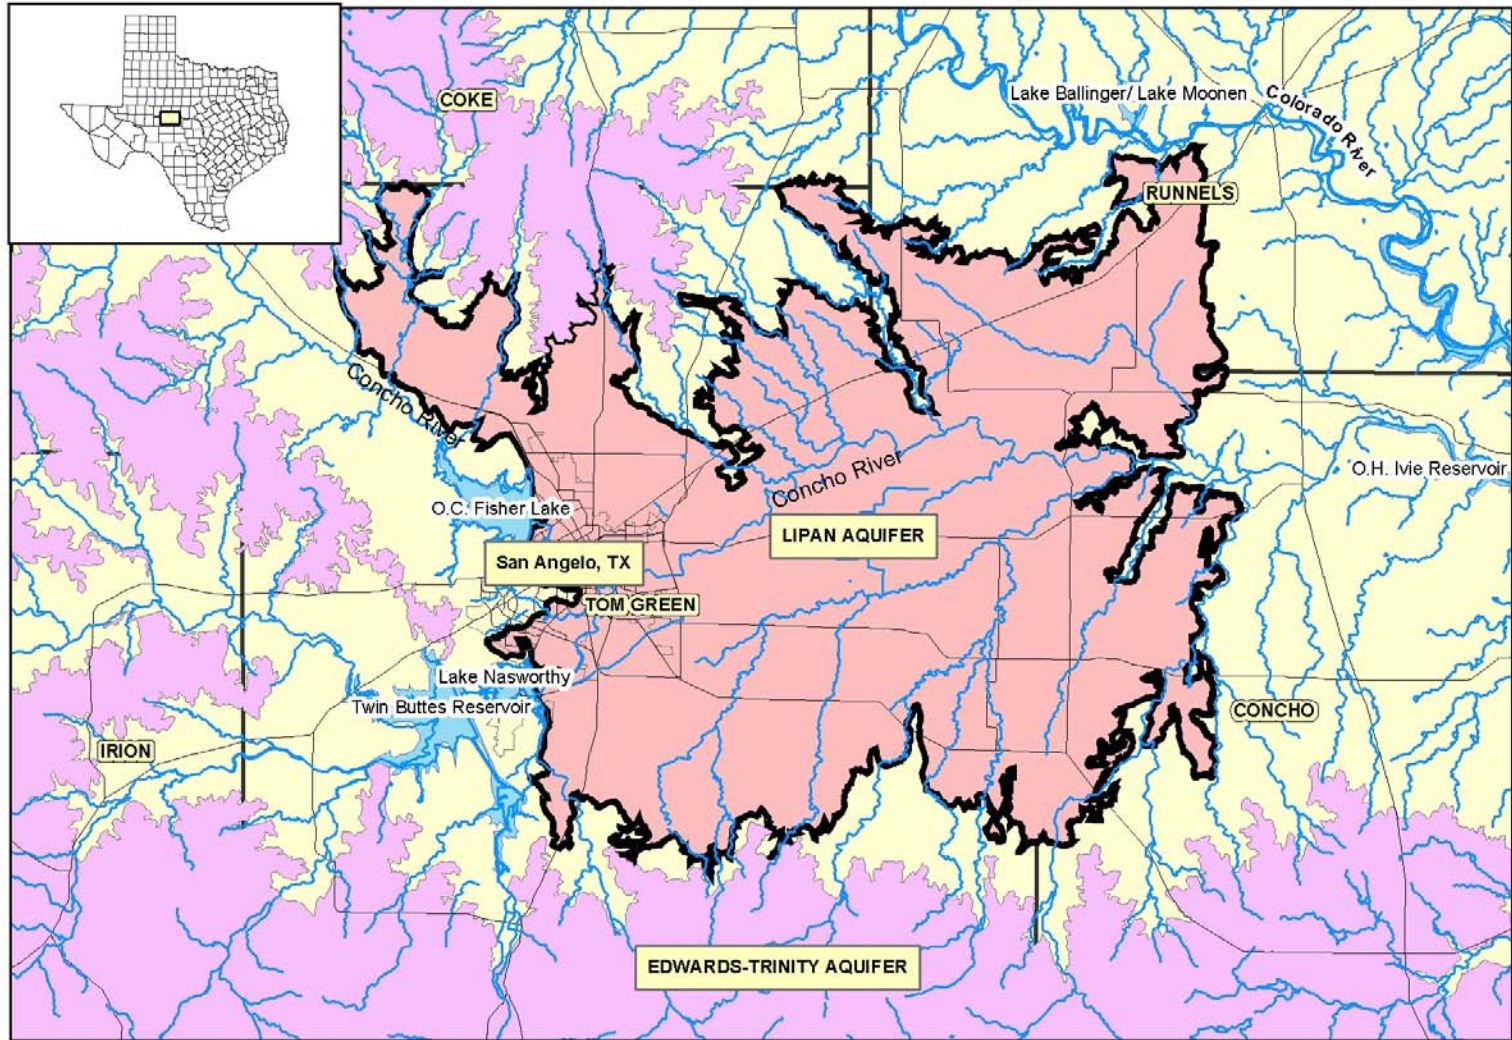 COKE
Lake Ballinger/ Lake Moonen
Colorado River
RUNNELS
Concho River
Concho River
O.H. Ivie Reservoir
O.C. Fisher Lake
LIPAN AQUIFER
San Angelo, TX
TOM GREEN
Lake Nasworthy
Twin Buttes Reservoir
CONCHO
IRION
EDWARDS-TRINITY AQUIFER